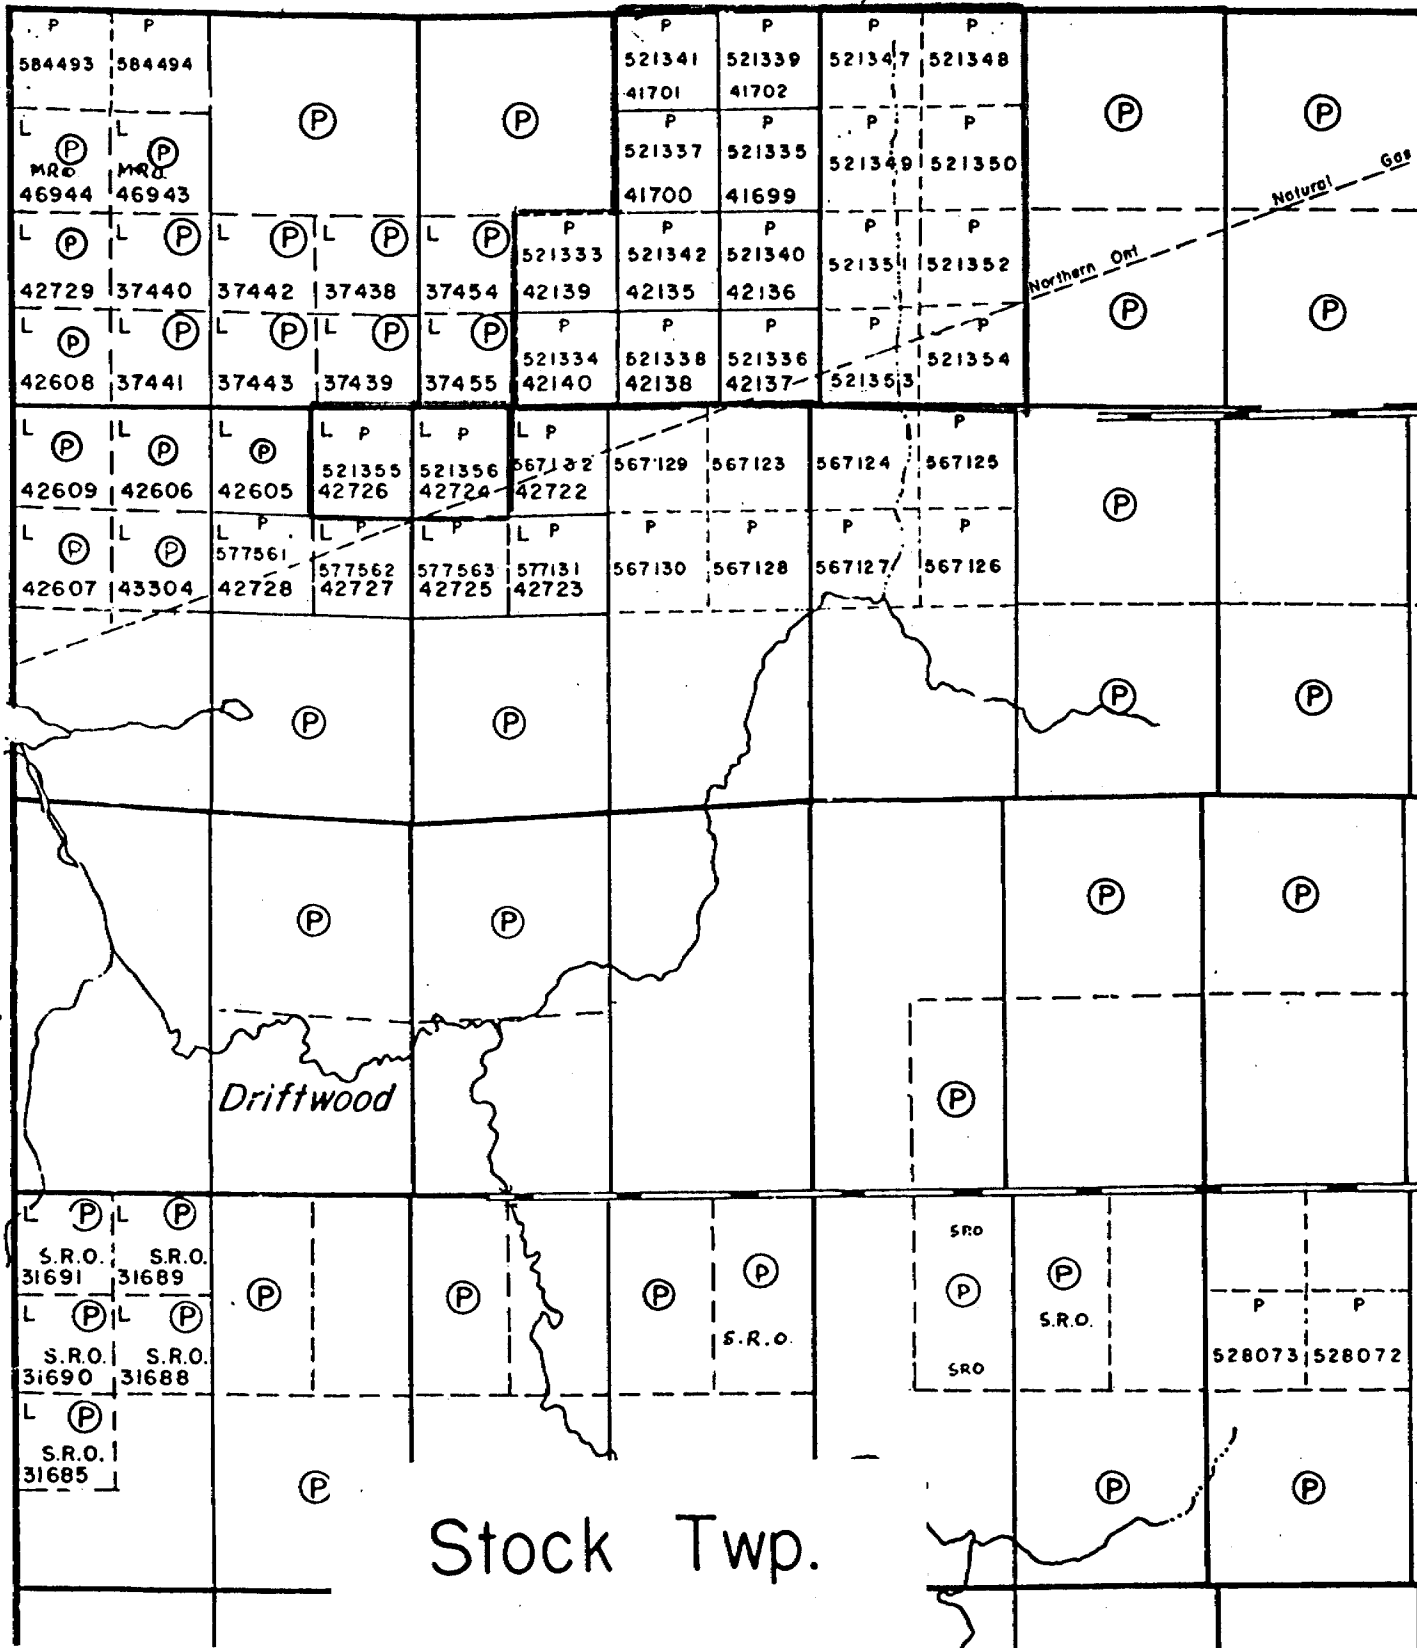 P P P P P P
584493 584494 521341 521339 521347 521348
41701 41702
P P
L P L P P P P P P P
521337 521335 521349 521350
MRO MRO
46944 46943 41700 41699
Natural Gas
L P L P L P L P L P P P P P P
521333 521342 521340 521351 521352
42729 37440 37442 37438 37454 42139 42135 42136
Northern Ont
P P
L P L P L P L P L P P P P P P
521334 521338 521336 521353 521354
42608 37441 37443 37439 37455 42140 42138 42137
L P L P L P L P L P L P P
521355 521356 567132 567129 567123 567124 567125
42609 42606 42605 42726 42724 42722
P
L P L P L P L P L P L P P P P P
577561 577562 577563 577131 567130 567128 567127 567126
42607 43304 42728 42727 42725 42723
P P P P
P P P P
Driftwood
P
L P L P SRO
S.R.O. S.R.O.
31691 31689
P P P P P P
S.R.O.
L P L P P P
S.R.O. SRO
S.R.O. S.R.O. 528073 528072
31690 31688
L P
S.R.O.
31685
P P P
Stock Twp.